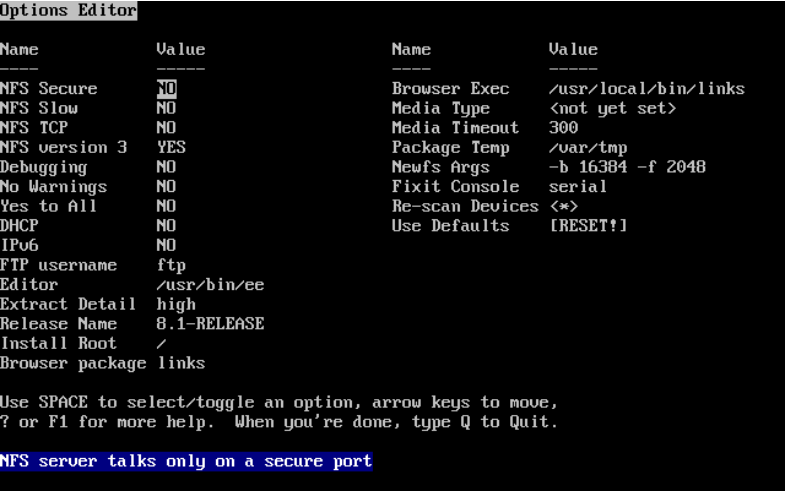 Options Editor
Name Value Name Value
---- ----- ---- -----
NFS Secure NO Browser Exec /usr/local/bin/links
NFS Slow NO Media Type <not yet set>
NFS TCP NO Media Timeout 300
NFS version 3 YES Package Temp /var/tmp
Debugging NO Newfs Args -b 16384 -f 2048
No Warnings NO Fixit Console serial
Yes to All NO Re-scan Devices <*>
DHCP NO Use Defaults [RESET!]
IPv6 NO
FTP username ftp
Editor /usr/bin/ee
Extract Detail high
Release Name 8.1-RELEASE
Install Root /
Browser package links
Use SPACE to select/toggle an option, arrow keys to move,
? or F1 for more help. When you're done, type Q to Quit.
NFS server talks only on a secure port